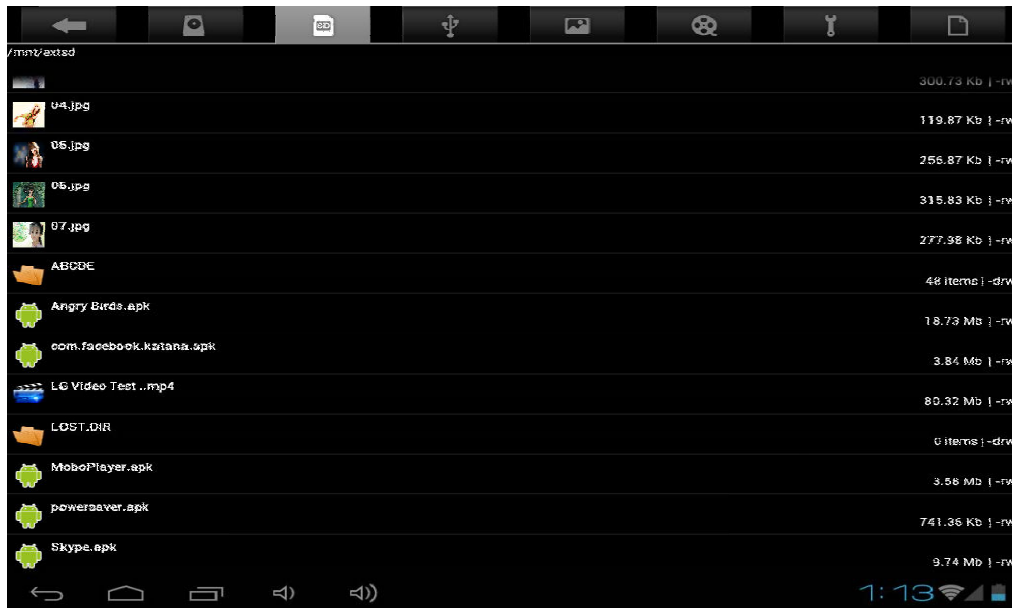 /mnt/extsd
300.73 Kb | -rw
04.jpg
119.87 Kb | -rw
05.jpg
256.87 Kb | -rw
06.jpg
315.83 Kb | -rw
07.jpg
277.98 Kb | -rw
ABCDE
48 items | -drw
Angry Birds.apk
18.73 Mb | -rw
com.facebook.katana.apk
3.84 Mb | -rw
LG Video Test ..mp4
80.32 Mb | -rw
LOST.DIR
0 items | -drw
MoboPlayer.apk
3.58 Mb | -rw
powersaver.apk
741.36 Kb | -rw
Skype.apk
9.74 Mb | -rw
1:13